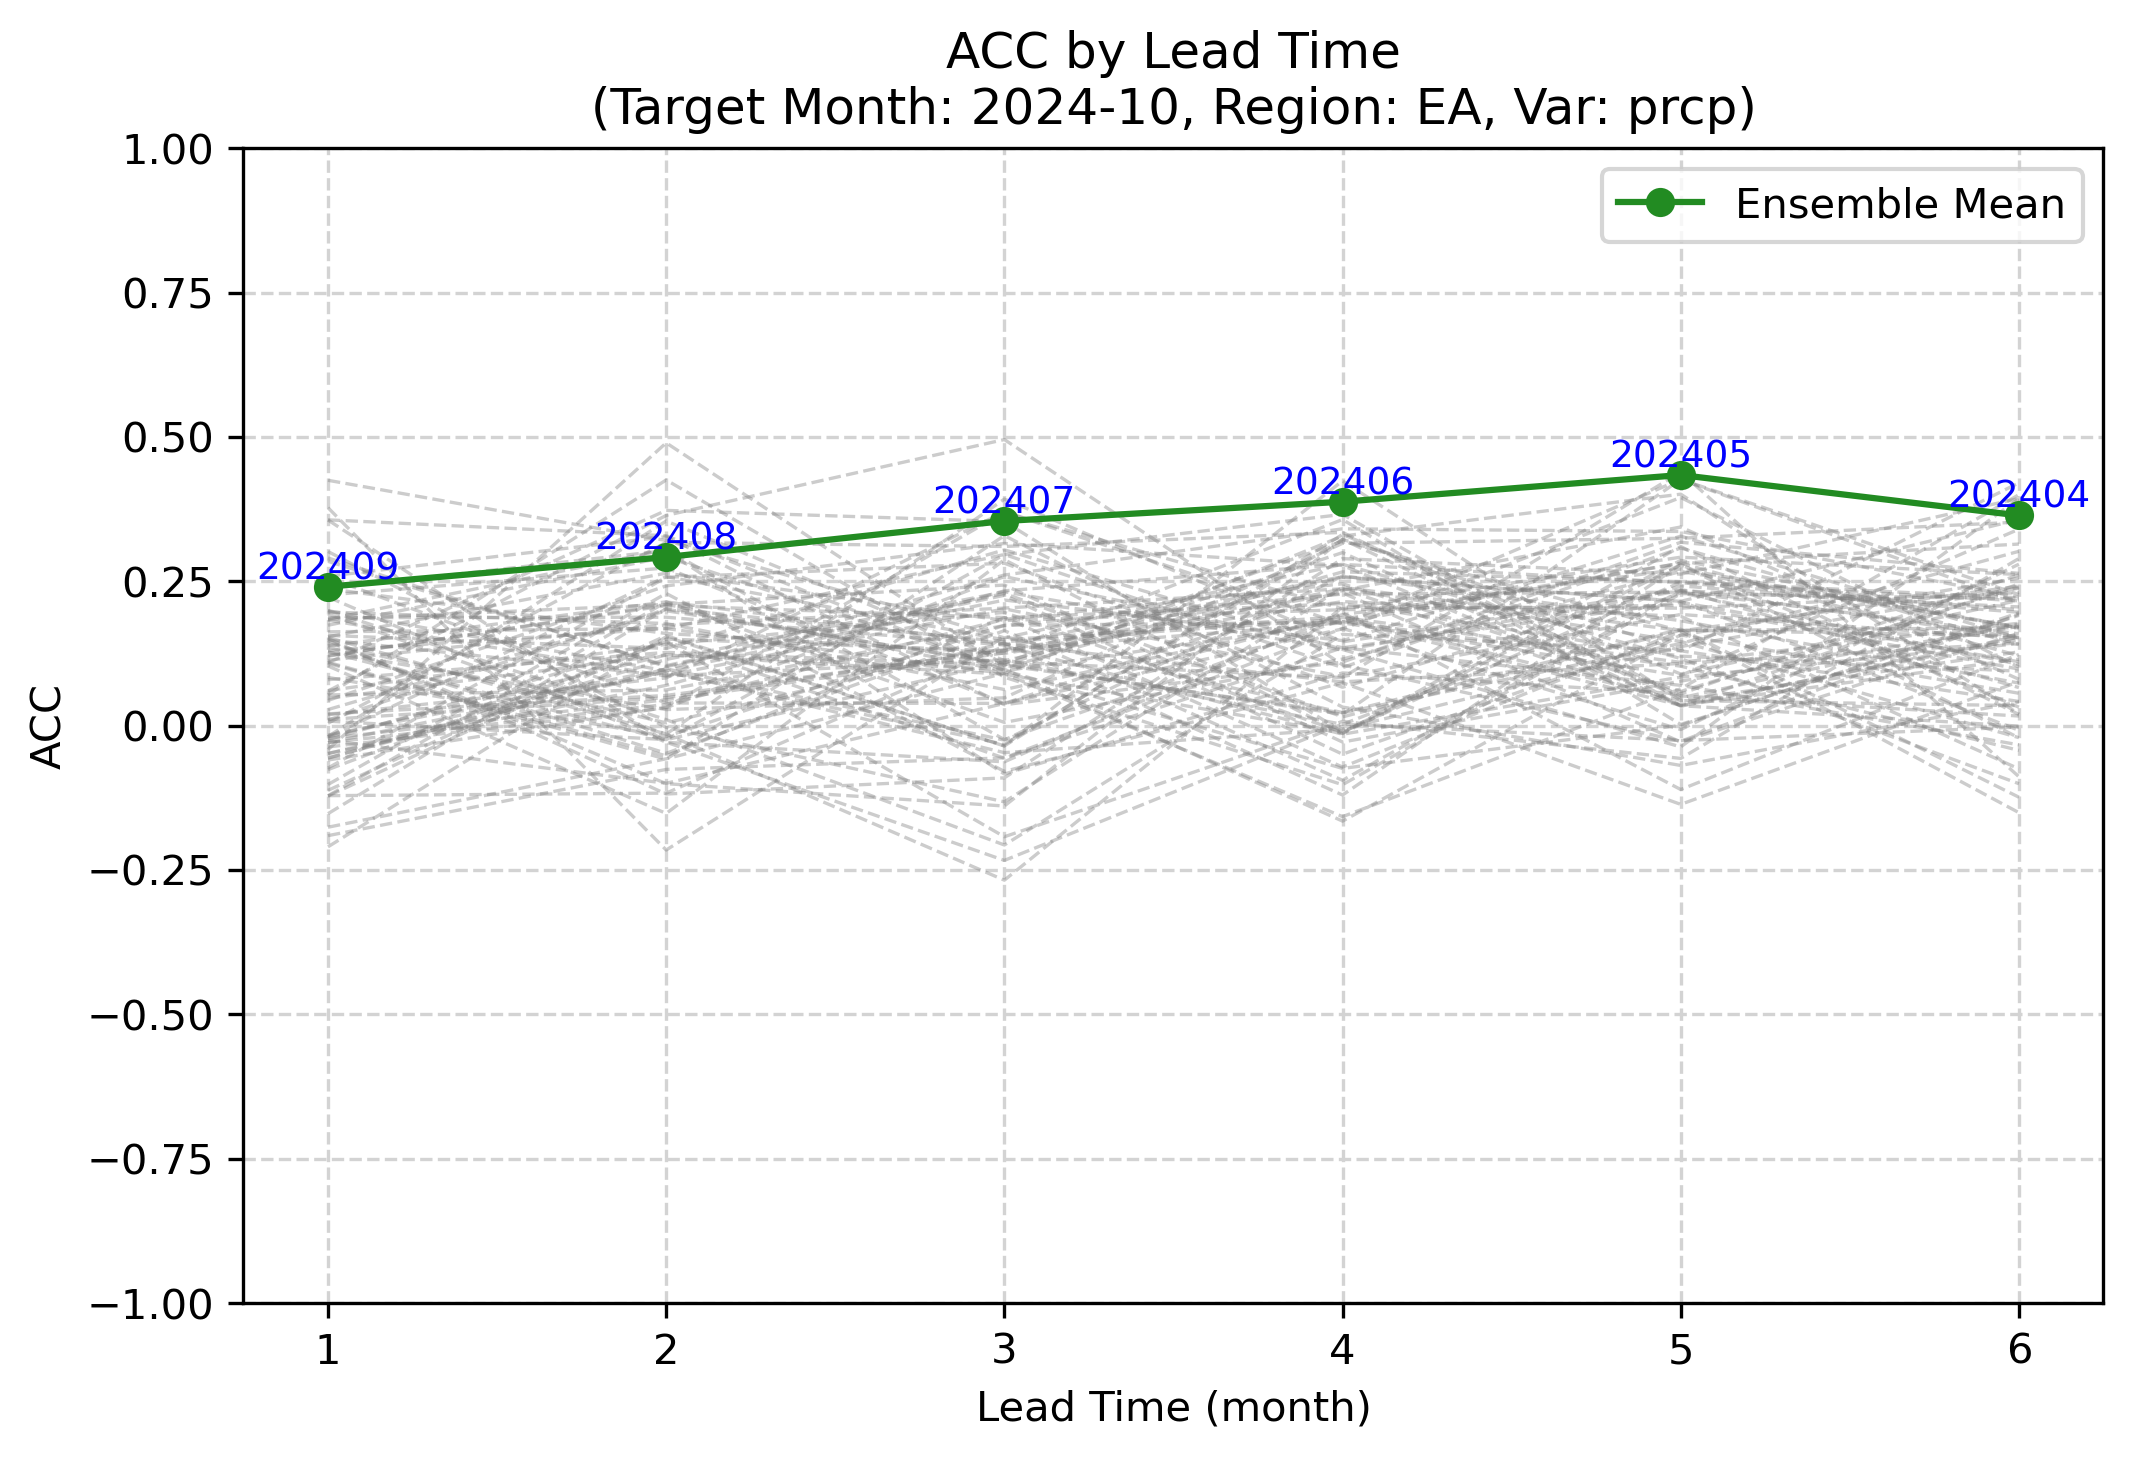 ACC by Lead Time
(Target Month: 2024-10, Region: EA, Var: prcp)
Ensemble Mean
1.00
0.75
0.50
0.25
0.00
−0.25
−0.50
−0.75
−1.00
ACC
202409
202408
202407
202406
202405
202404
1 2 3 4 5 6
Lead Time (month)